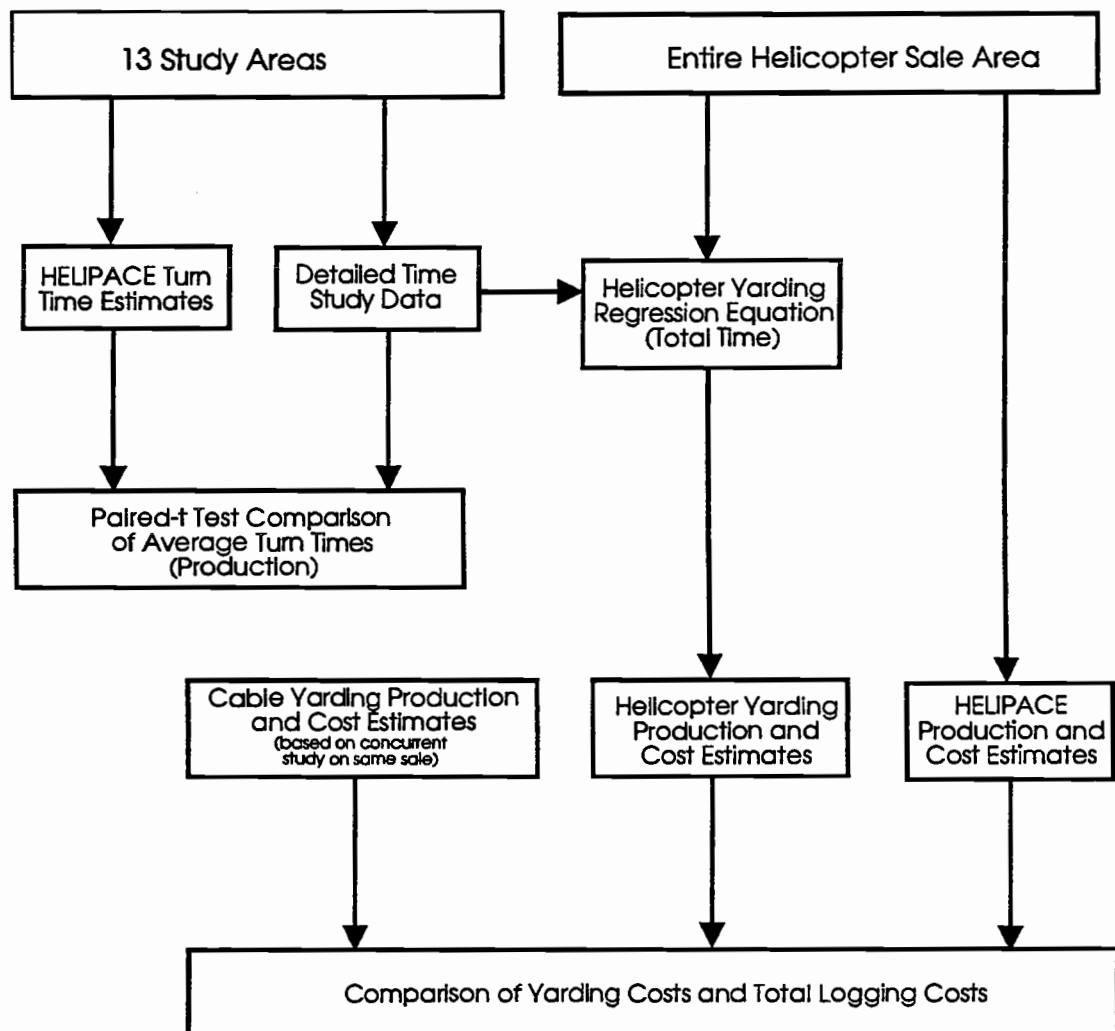 13 Study Areas
Entire Helicopter Sale Area
HELIPACE Turn
Time Estimates
Detailed Time
Study Data
Helicopter Yarding
Regression Equation
(Total Time)
Paired-t Test Comparison
of Average Turn Times
(Production)
Cable Yarding Production
and Cost Estimates
(based on concurrent
study on same sale)
Helicopter Yarding
Production and
Cost Estimates
HELIPACE
Production and
Cost Estimates
Comparison of Yarding Costs and Total Logging Costs